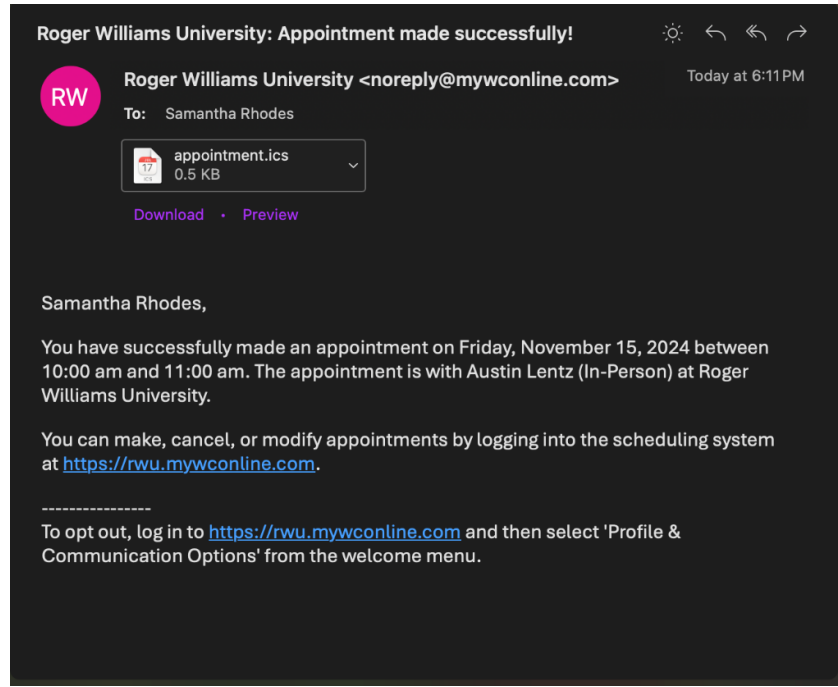 Roger Williams University: Appointment made successfully!
RW
Roger Williams University <noreply@mywconline.com>
Today at 6:11 PM
To: Samantha Rhodes
17
ICS
appointment.ics
0.5 KB
Download • Preview
Samantha Rhodes,
You have successfully made an appointment on Friday, November 15, 2024 between
10:00 am and 11:00 am. The appointment is with Austin Lentz (In-Person) at Roger
Williams University.
You can make, cancel, or modify appointments by logging into the scheduling system
at https://rwu.mywconline.com.
----------------
To opt out, log in to https://rwu.mywconline.com and then select 'Profile &
Communication Options' from the welcome menu.